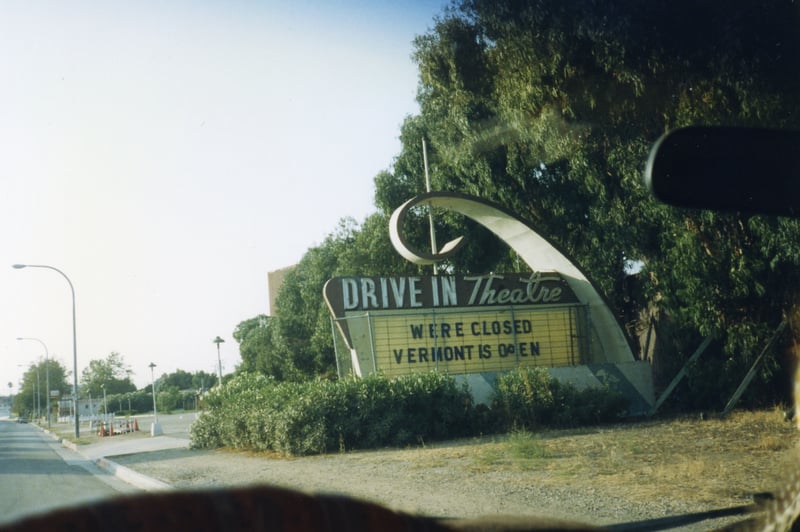 DRIVE IN Theatre
WERE CLOSED
VERMONT IS OPEN